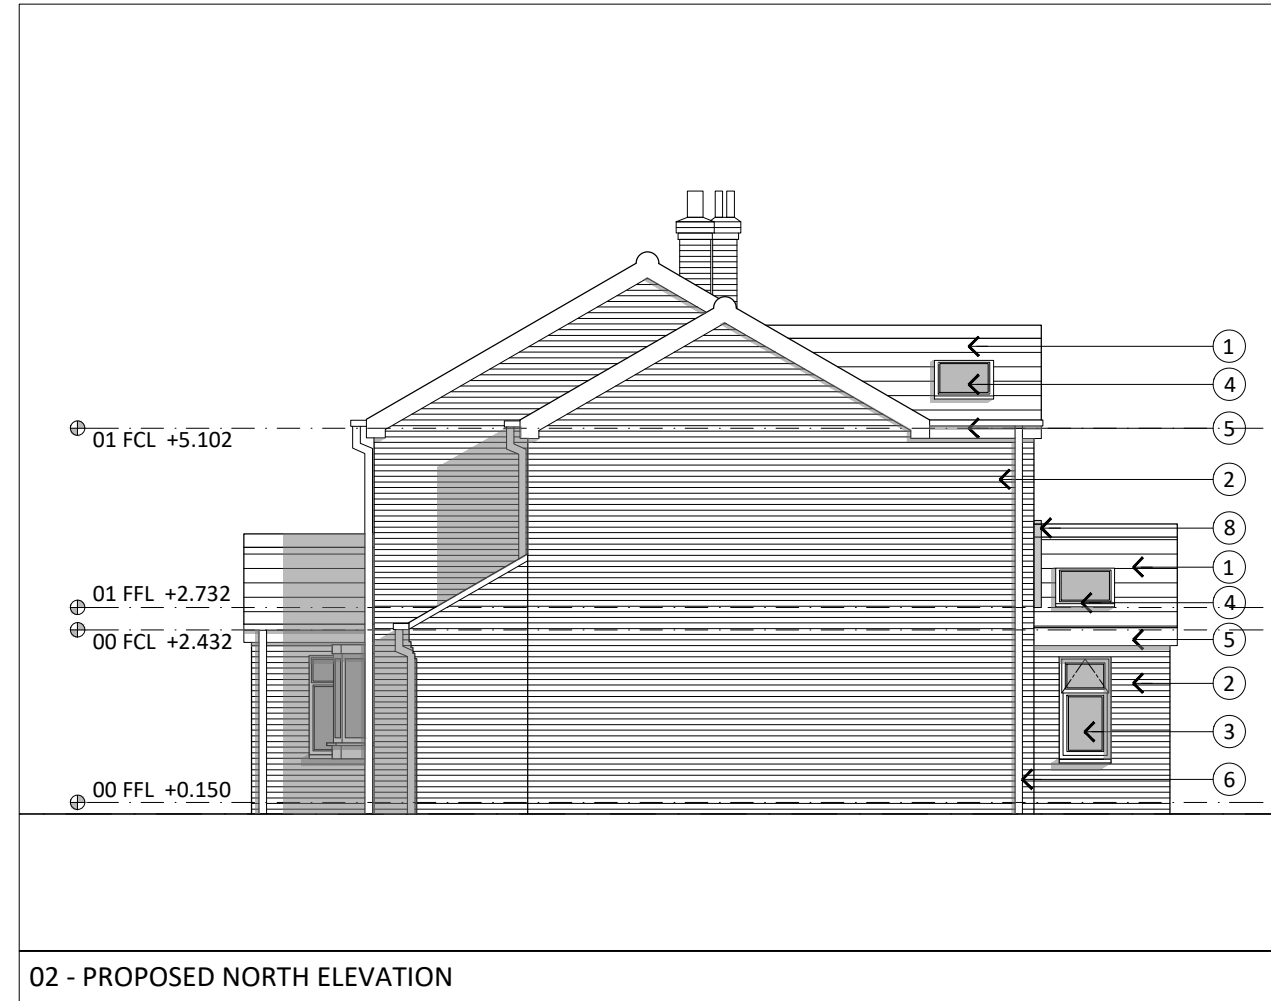 1
4
01 FCL +5.102
5
2
8
1
01 FFL +2.732
4
00 FCL +2.432
5
2
3
00 FFL +0.150
6
02 - PROPOSED NORTH ELEVATION